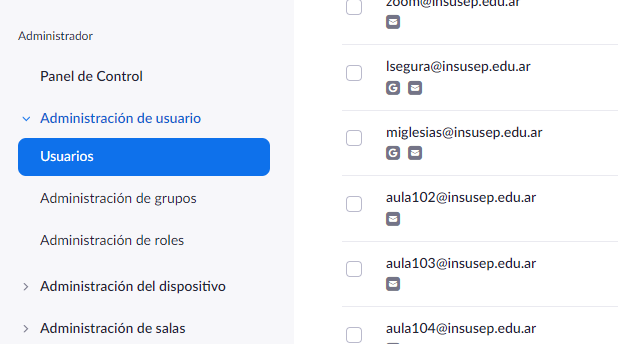 Administrador
Panel de Control
Administración de usuario
Usuarios
Administración de grupos
Administración de roles
Administración del dispositivo
Administración de salas
zoom@insusep.edu.ar
lsegura@insusep.edu.ar
miglesias@insusep.edu.ar
aula102@insusep.edu.ar
aula103@insusep.edu.ar
aula104@insusep.edu.ar